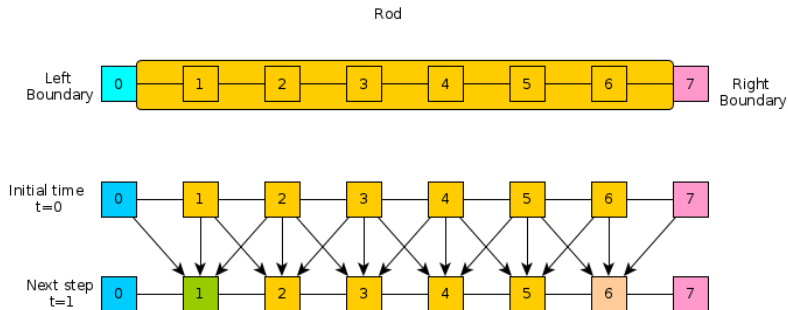 Rod
Left
Boundary
0 1 2 3 4 5 6 7
Right
Boundary
Initial time
t=0
0 1 2 3 4 5 6 7
Next step
t=1
0 1 2 3 4 5 6 7